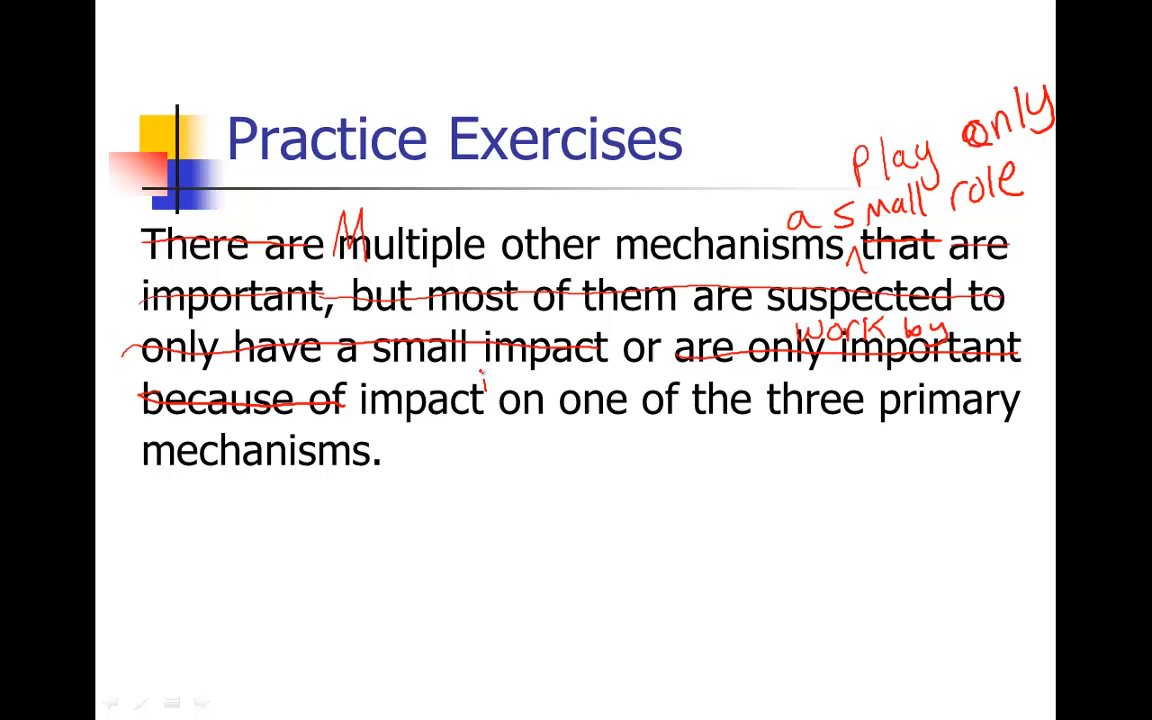 Practice Exercises
play only
a small role
There are Multiple other mechanisms ^ that are
important, but most of them are suspected to
work by
only have a small impact or are only important
i
because of impact on one of the three primary
mechanisms.